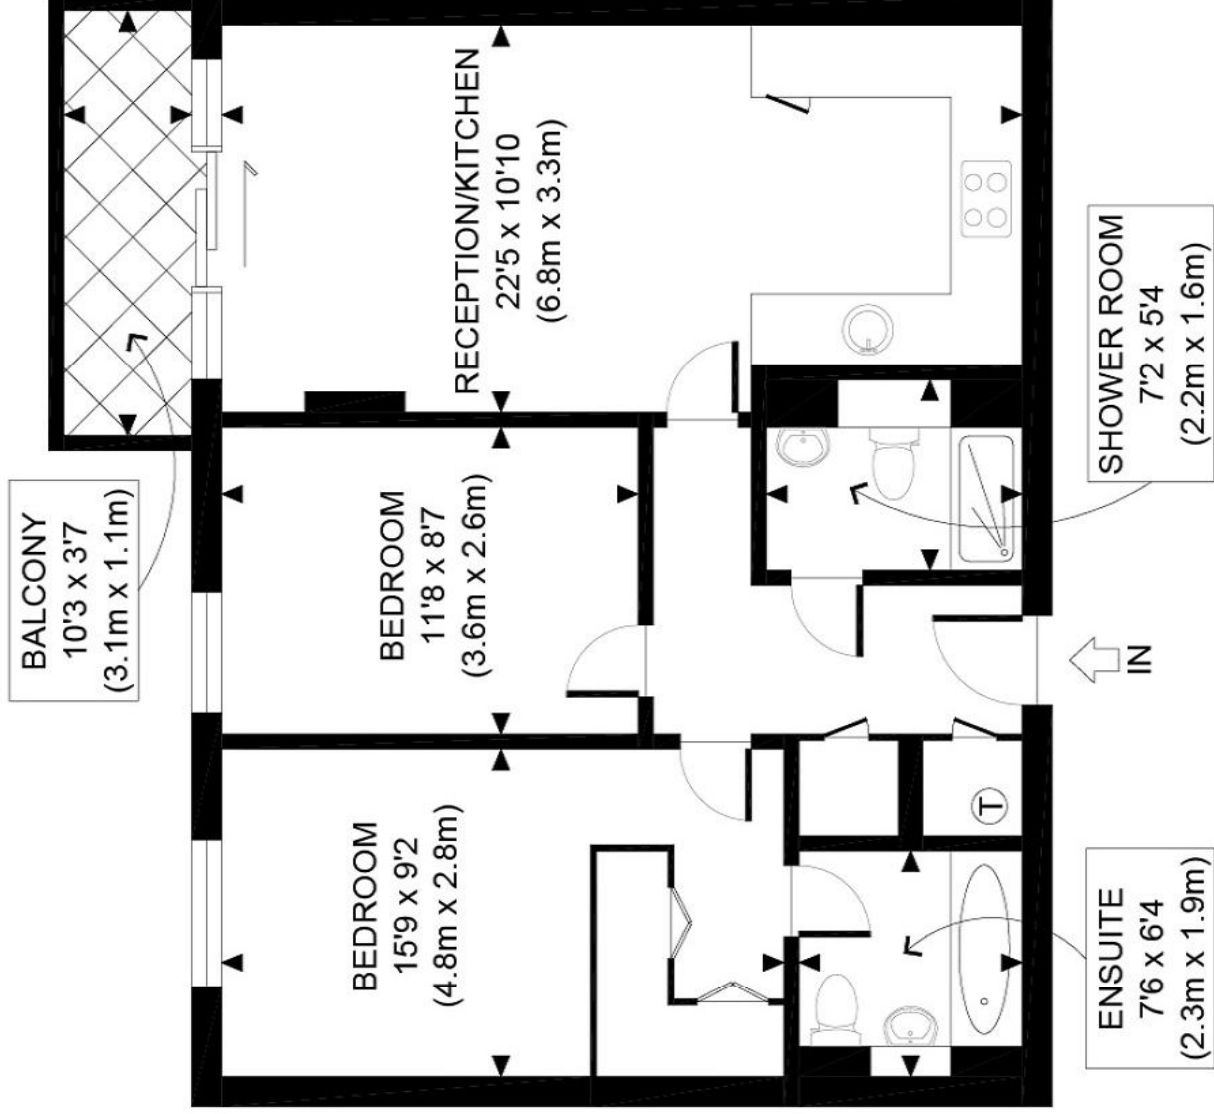 BALCONY
10'3 x 3'7
(3.1m x 1.1m)
RECEPTION/KITCHEN
22'5 x 10'10
(6.8m x 3.3m)
BEDROOM
11'8 x 8'7
(3.6m x 2.6m)
BEDROOM
15'9 x 9'2
(4.8m x 2.8m)
SHOWER ROOM
7'2 x 5'4
(2.2m x 1.6m)
IN
T
ENSUITE
7'6 x 6'4
(2.3m x 1.9m)